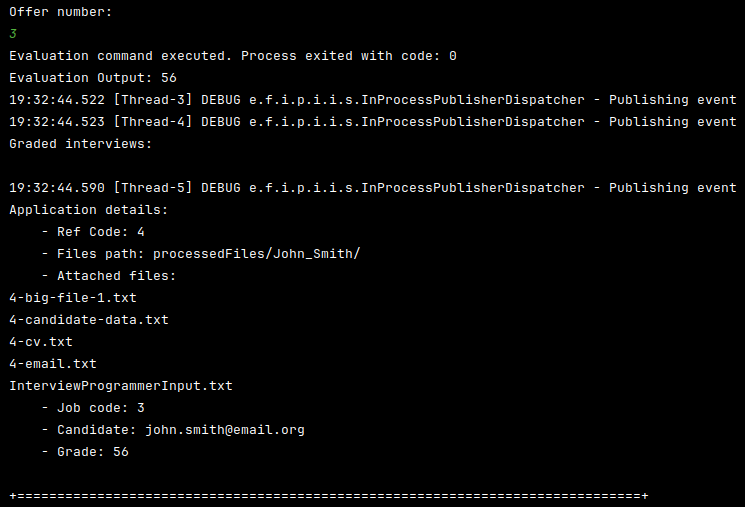 Offer number:
3
Evaluation command executed. Process exited with code: 0
Evaluation Output: 56
19:32:44.522 [Thread-3] DEBUG e.f.i.p.i.i.s.InProcessPublisherDispatcher - Publishing event
19:32:44.523 [Thread-4] DEBUG e.f.i.p.i.i.s.InProcessPublisherDispatcher - Publishing event
Graded interviews:

19:32:44.590 [Thread-5] DEBUG e.f.i.p.i.i.s.InProcessPublisherDispatcher - Publishing event
Application details:
    - Ref Code: 4
    - Files path: processedFiles/John_Smith/
    - Attached files:
4-big-file-1.txt
4-candidate-data.txt
4-cv.txt
4-email.txt
InterviewProgrammerInput.txt
    - Job code: 3
    - Candidate: john.smith@email.org
    - Grade: 56

+==============================================================================+